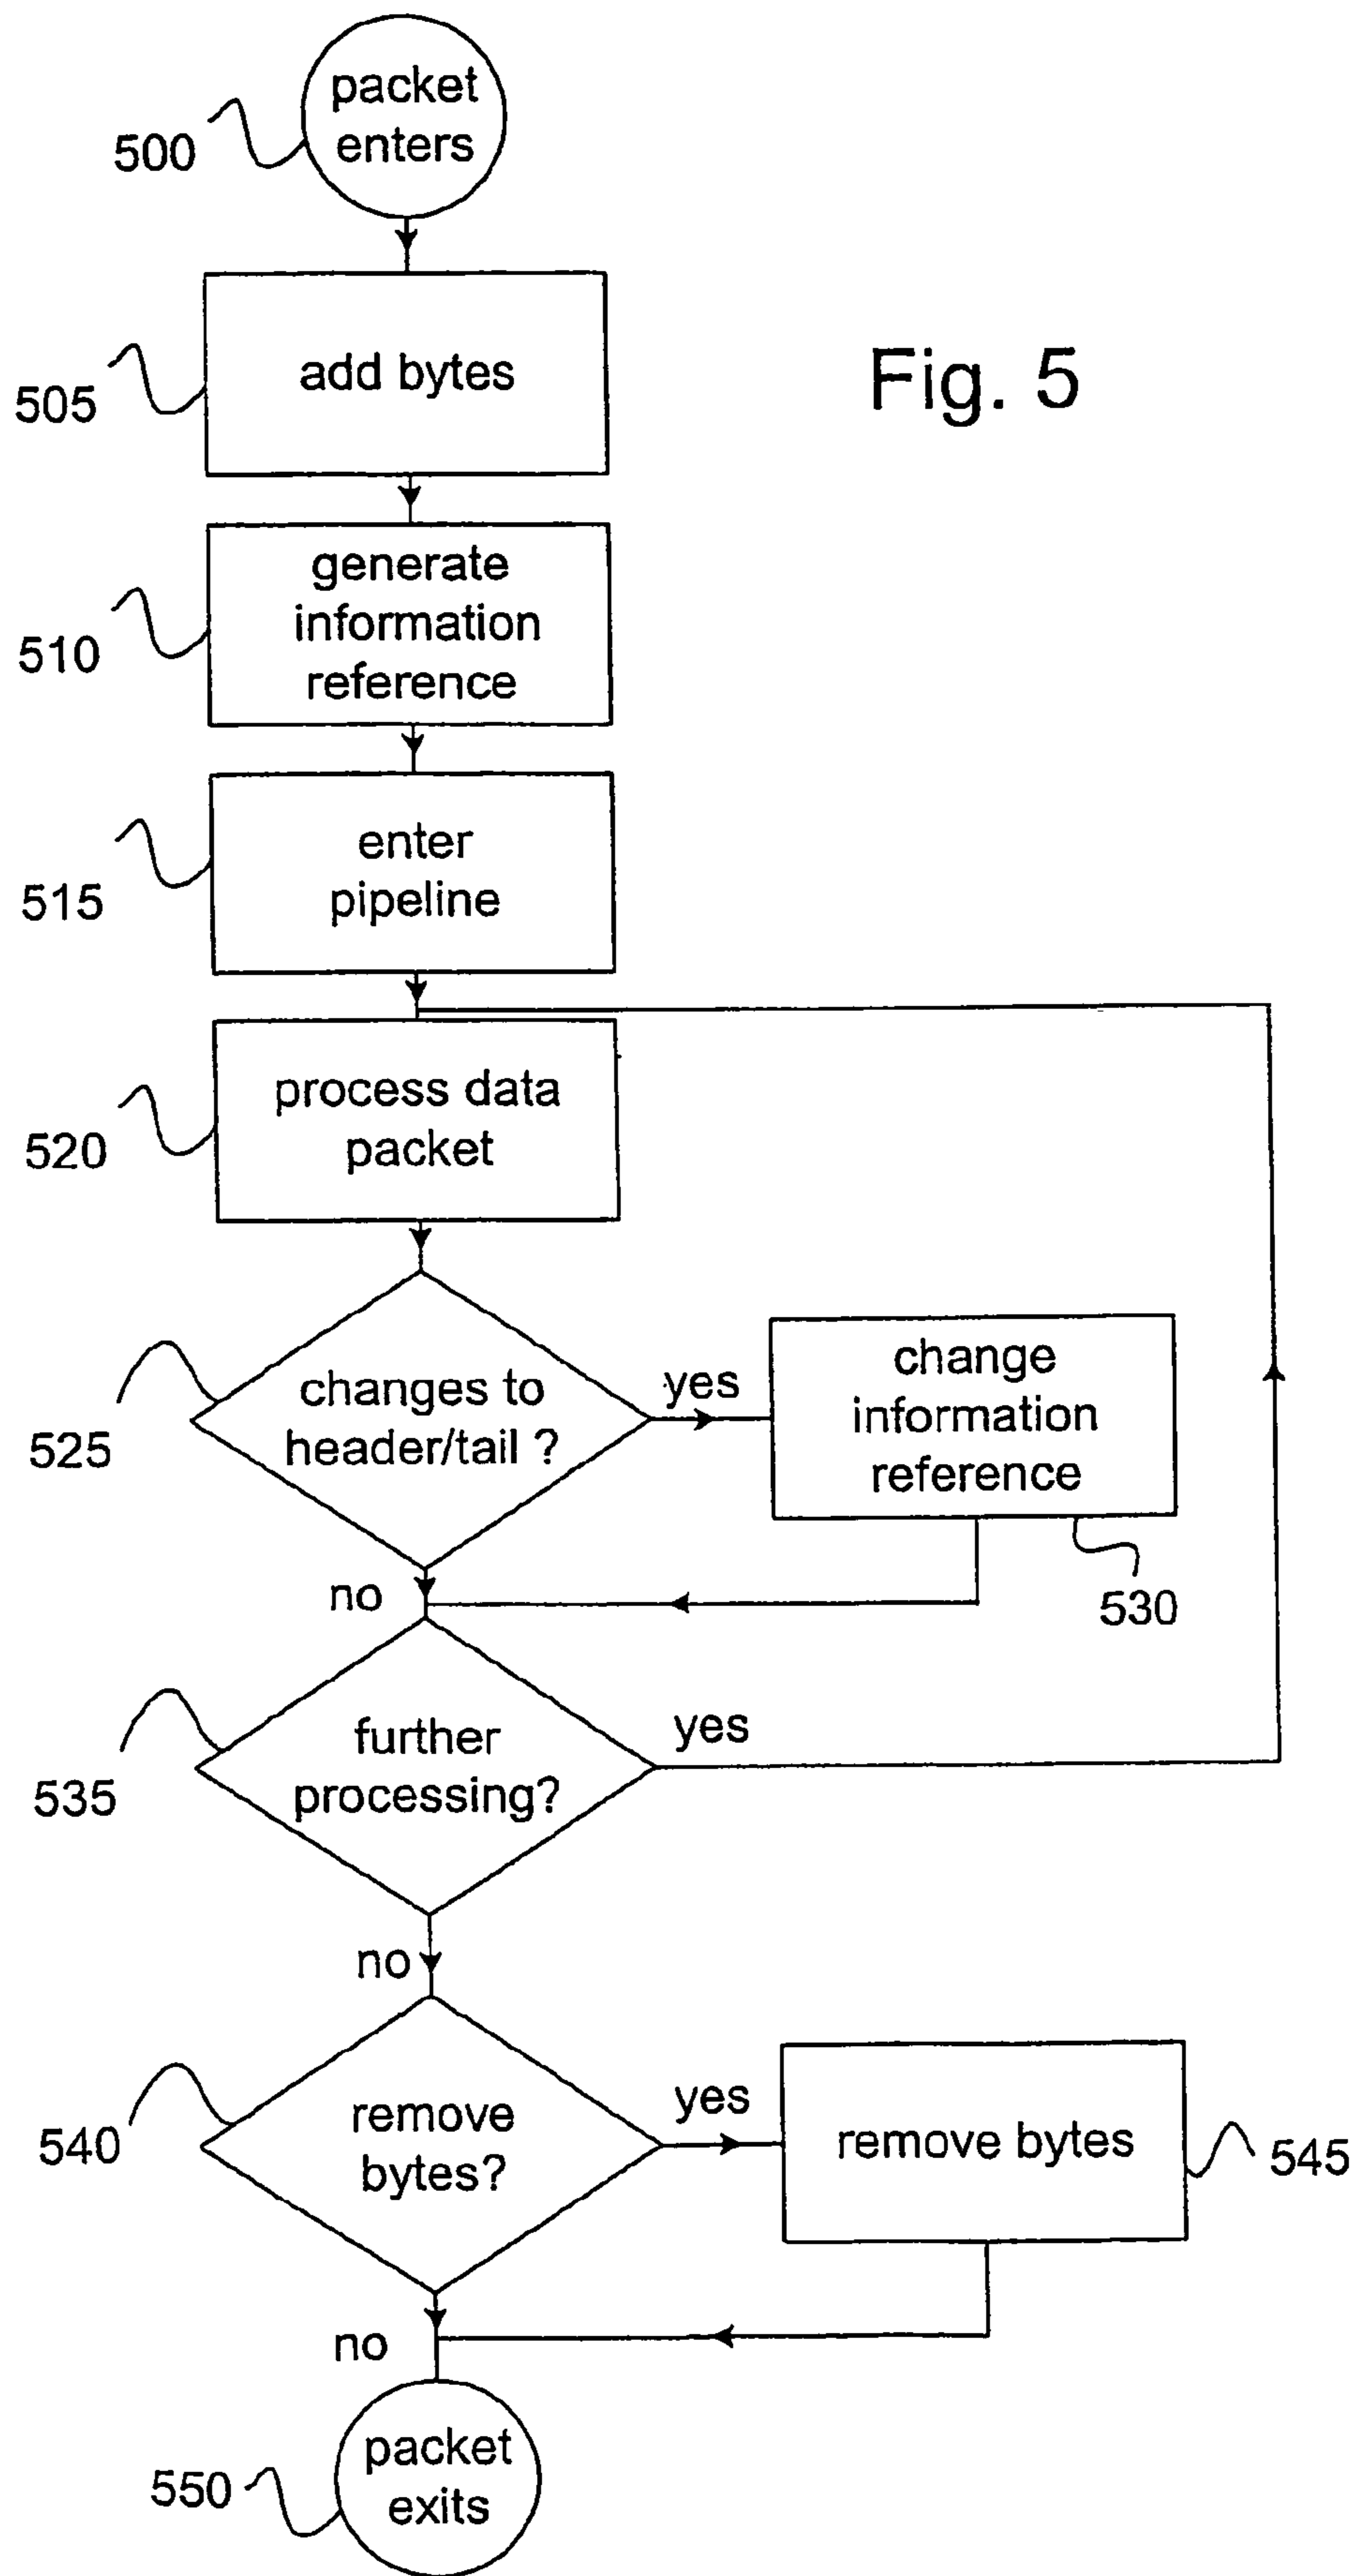 packet
enters
500
add bytes
505
Fig. 5
generate
information
reference
510
enter
pipeline
515
process data
packet
520
changes to
header/tail ?
525
yes
change
information
reference
530
no
further
processing?
535
yes
no
remove
bytes?
540
yes
remove bytes
545
no
packet
exits
550